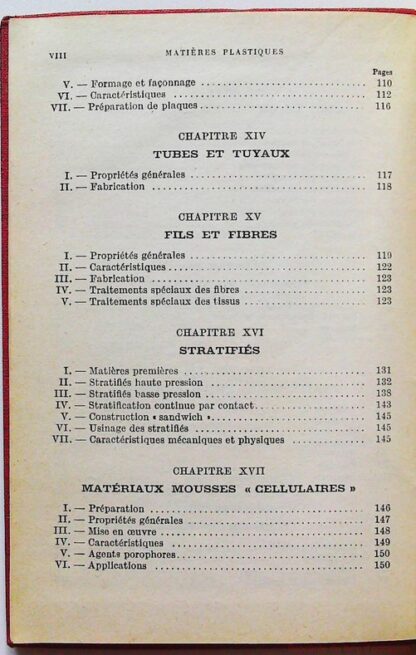 VIII MATIÈRES PLASTIQUES
Pages
V. — Formage et façonnage ........ 110
VI. — Caractéristiques ........ 112
VII. — Préparation de plaques ........ 116
CHAPITRE XIV
TUBES ET TUYAUX
I. — Propriétés générales ........ 117
II. — Fabrication ........ 118
CHAPITRE XV
FILS ET FIBRES
I. — Propriétés générales ........ 119
II. — Caractéristiques ........ 122
III. — Fabrication ........ 123
IV. — Traitements spéciaux des fibres ........ 123
V. — Traitements spéciaux des tissus ........ 123
CHAPITRE XVI
STRATIFIÉS
I. — Matières premières ........ 131
II. — Stratifiés haute pression ........ 132
III. — Stratifiés basse pression ........ 138
IV. — Stratification continue par contact ........ 143
V. — Construction « sandwich » ........ 145
VI. — Usinage des stratifiés ........ 145
VII. — Caractéristiques mécaniques et physiques ........ 145
CHAPITRE XVII
MATÉRIAUX MOUSSES « CELLULAIRES »
I. — Préparation ........ 146
II. — Propriétés générales ........ 147
III. — Mise en œuvre ........ 148
IV. — Caractéristiques ........ 149
V. — Agents porophores ........ 150
VI. — Applications ........ 150